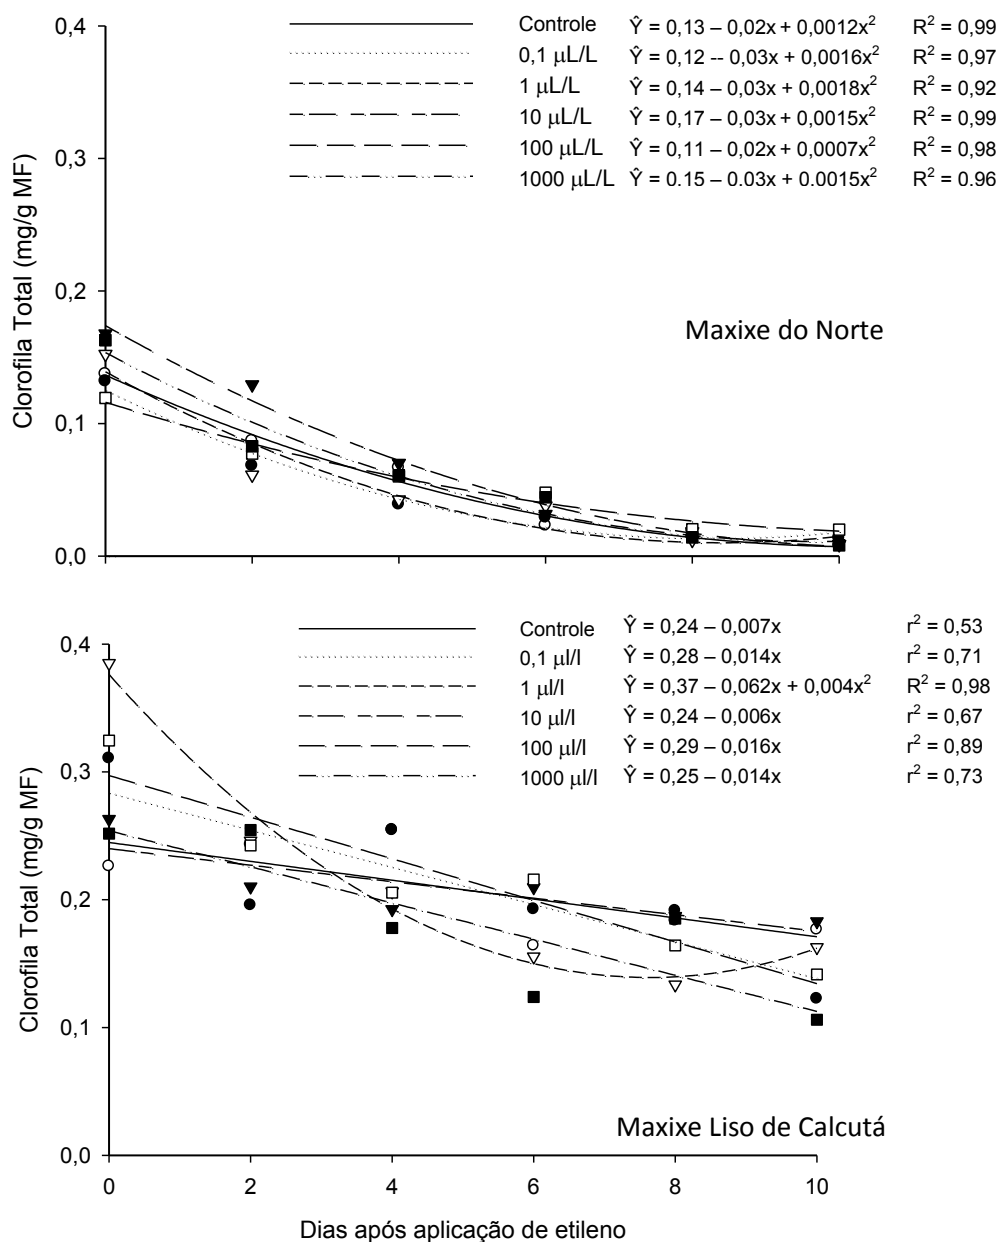 Controle Ŷ = 0,13 – 0,02x + 0,0012x² R² = 0,99
0,1 μL/L Ŷ = 0,12 -- 0,03x + 0,0016x² R² = 0,97
1 μL/L Ŷ = 0,14 – 0,03x + 0,0018x² R² = 0,92
10 μL/L Ŷ = 0,17 – 0,03x + 0,0015x² R² = 0,99
100 μL/L Ŷ = 0,11 – 0,02x + 0,0007x² R² = 0,98
1000 μL/L Ŷ = 0.15 – 0.03x + 0.0015x² R² = 0.96
0,4
0,3
0,2
0,1
0,0
Clorofila Total (mg/g MF)
Maxixe do Norte
Controle Ŷ = 0,24 – 0,007x r² = 0,53
0,1 μl/l Ŷ = 0,28 – 0,014x r² = 0,71
1 μl/l Ŷ = 0,37 – 0,062x + 0,004x² R² = 0,98
10 μl/l Ŷ = 0,24 – 0,006x r² = 0,67
100 μl/l Ŷ = 0,29 – 0,016x r² = 0,89
1000 μl/l Ŷ = 0,25 – 0,014x r² = 0,73
0,4
0,3
0,2
0,1
0,0
Clorofila Total (mg/g MF)
Maxixe Liso de Calcutá
0 2 4 6 8 10
Dias após aplicação de etileno